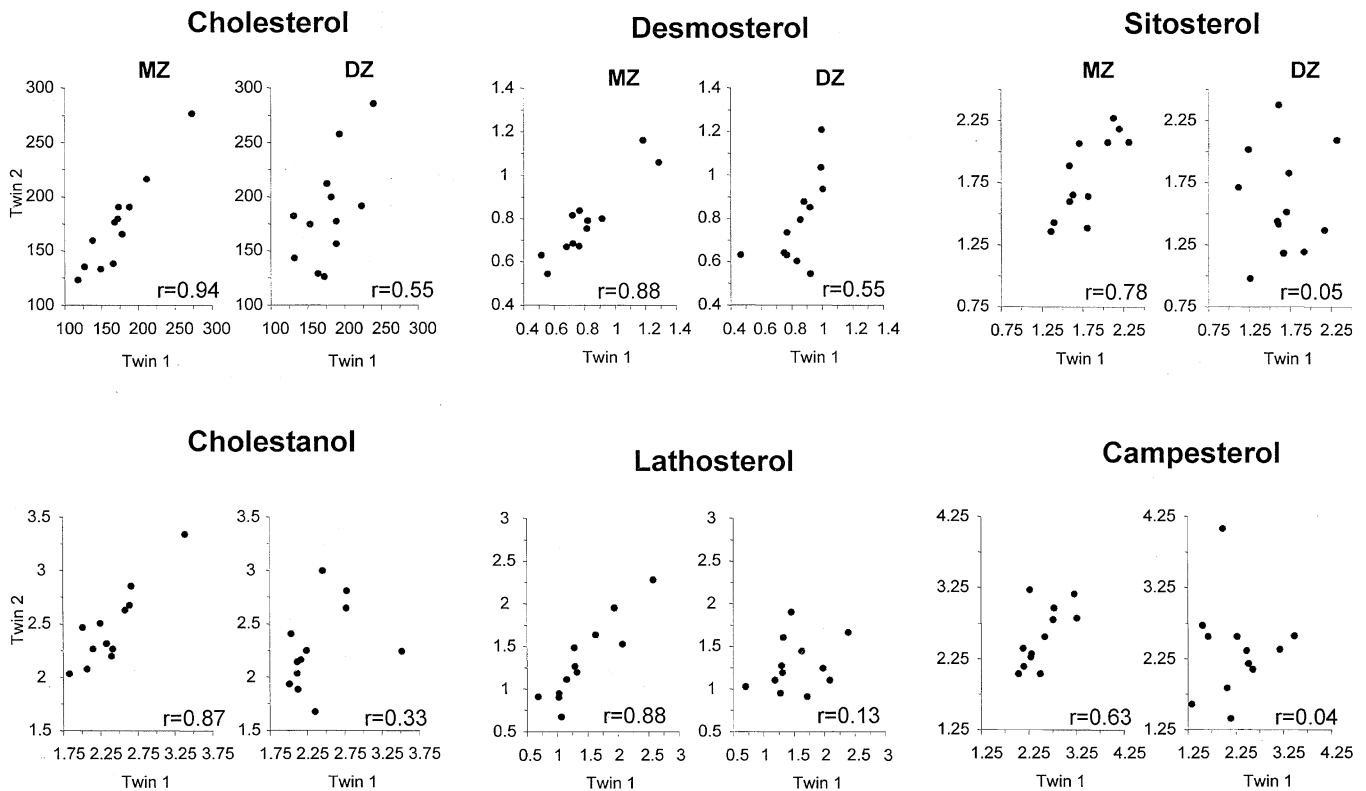 Cholesterol
MZ
DZ
300
250
200
150
100
Twin 2
r=0.94
100 150 200 250 300
Twin 1
300
250
200
150
100
r=0.55
100 150 200 250 300
Twin 1
Desmosterol
MZ
DZ
1.4
1.2
1
0.8
0.6
0.4
r=0.88
0.4 0.6 0.8 1 1.2 1.4
Twin 1
1.4
1.2
1
0.8
0.6
0.4
r=0.55
0.4 0.6 0.8 1 1.2 1.4
Twin 1
Sitosterol
MZ
DZ
2.25
1.75
1.25
0.75
r=0.78
0.75 1.25 1.75 2.25
Twin 1
2.25
1.75
1.25
0.75
r=0.05
0.75 1.25 1.75 2.25
Twin 1
Cholestanol
3.5
3
2.5
2
1.5
Twin 2
r=0.87
1.75 2.25 2.75 3.25 3.75
Twin 1
3.5
3
2.5
2
1.5
r=0.33
1.75 2.25 2.75 3.25 3.75
Twin 1
Lathosterol
3
2.5
2
1.5
1
0.5
r=0.88
0.5 1 1.5 2 2.5 3
Twin 1
3
2.5
2
1.5
1
0.5
r=0.13
0.5 1 1.5 2 2.5 3
Twin 1
Campesterol
4.25
3.25
2.25
1.25
r=0.63
1.25 2.25 3.25 4.25
Twin 1
4.25
3.25
2.25
1.25
r=0.04
1.25 2.25 3.25 4.25
Twin 1